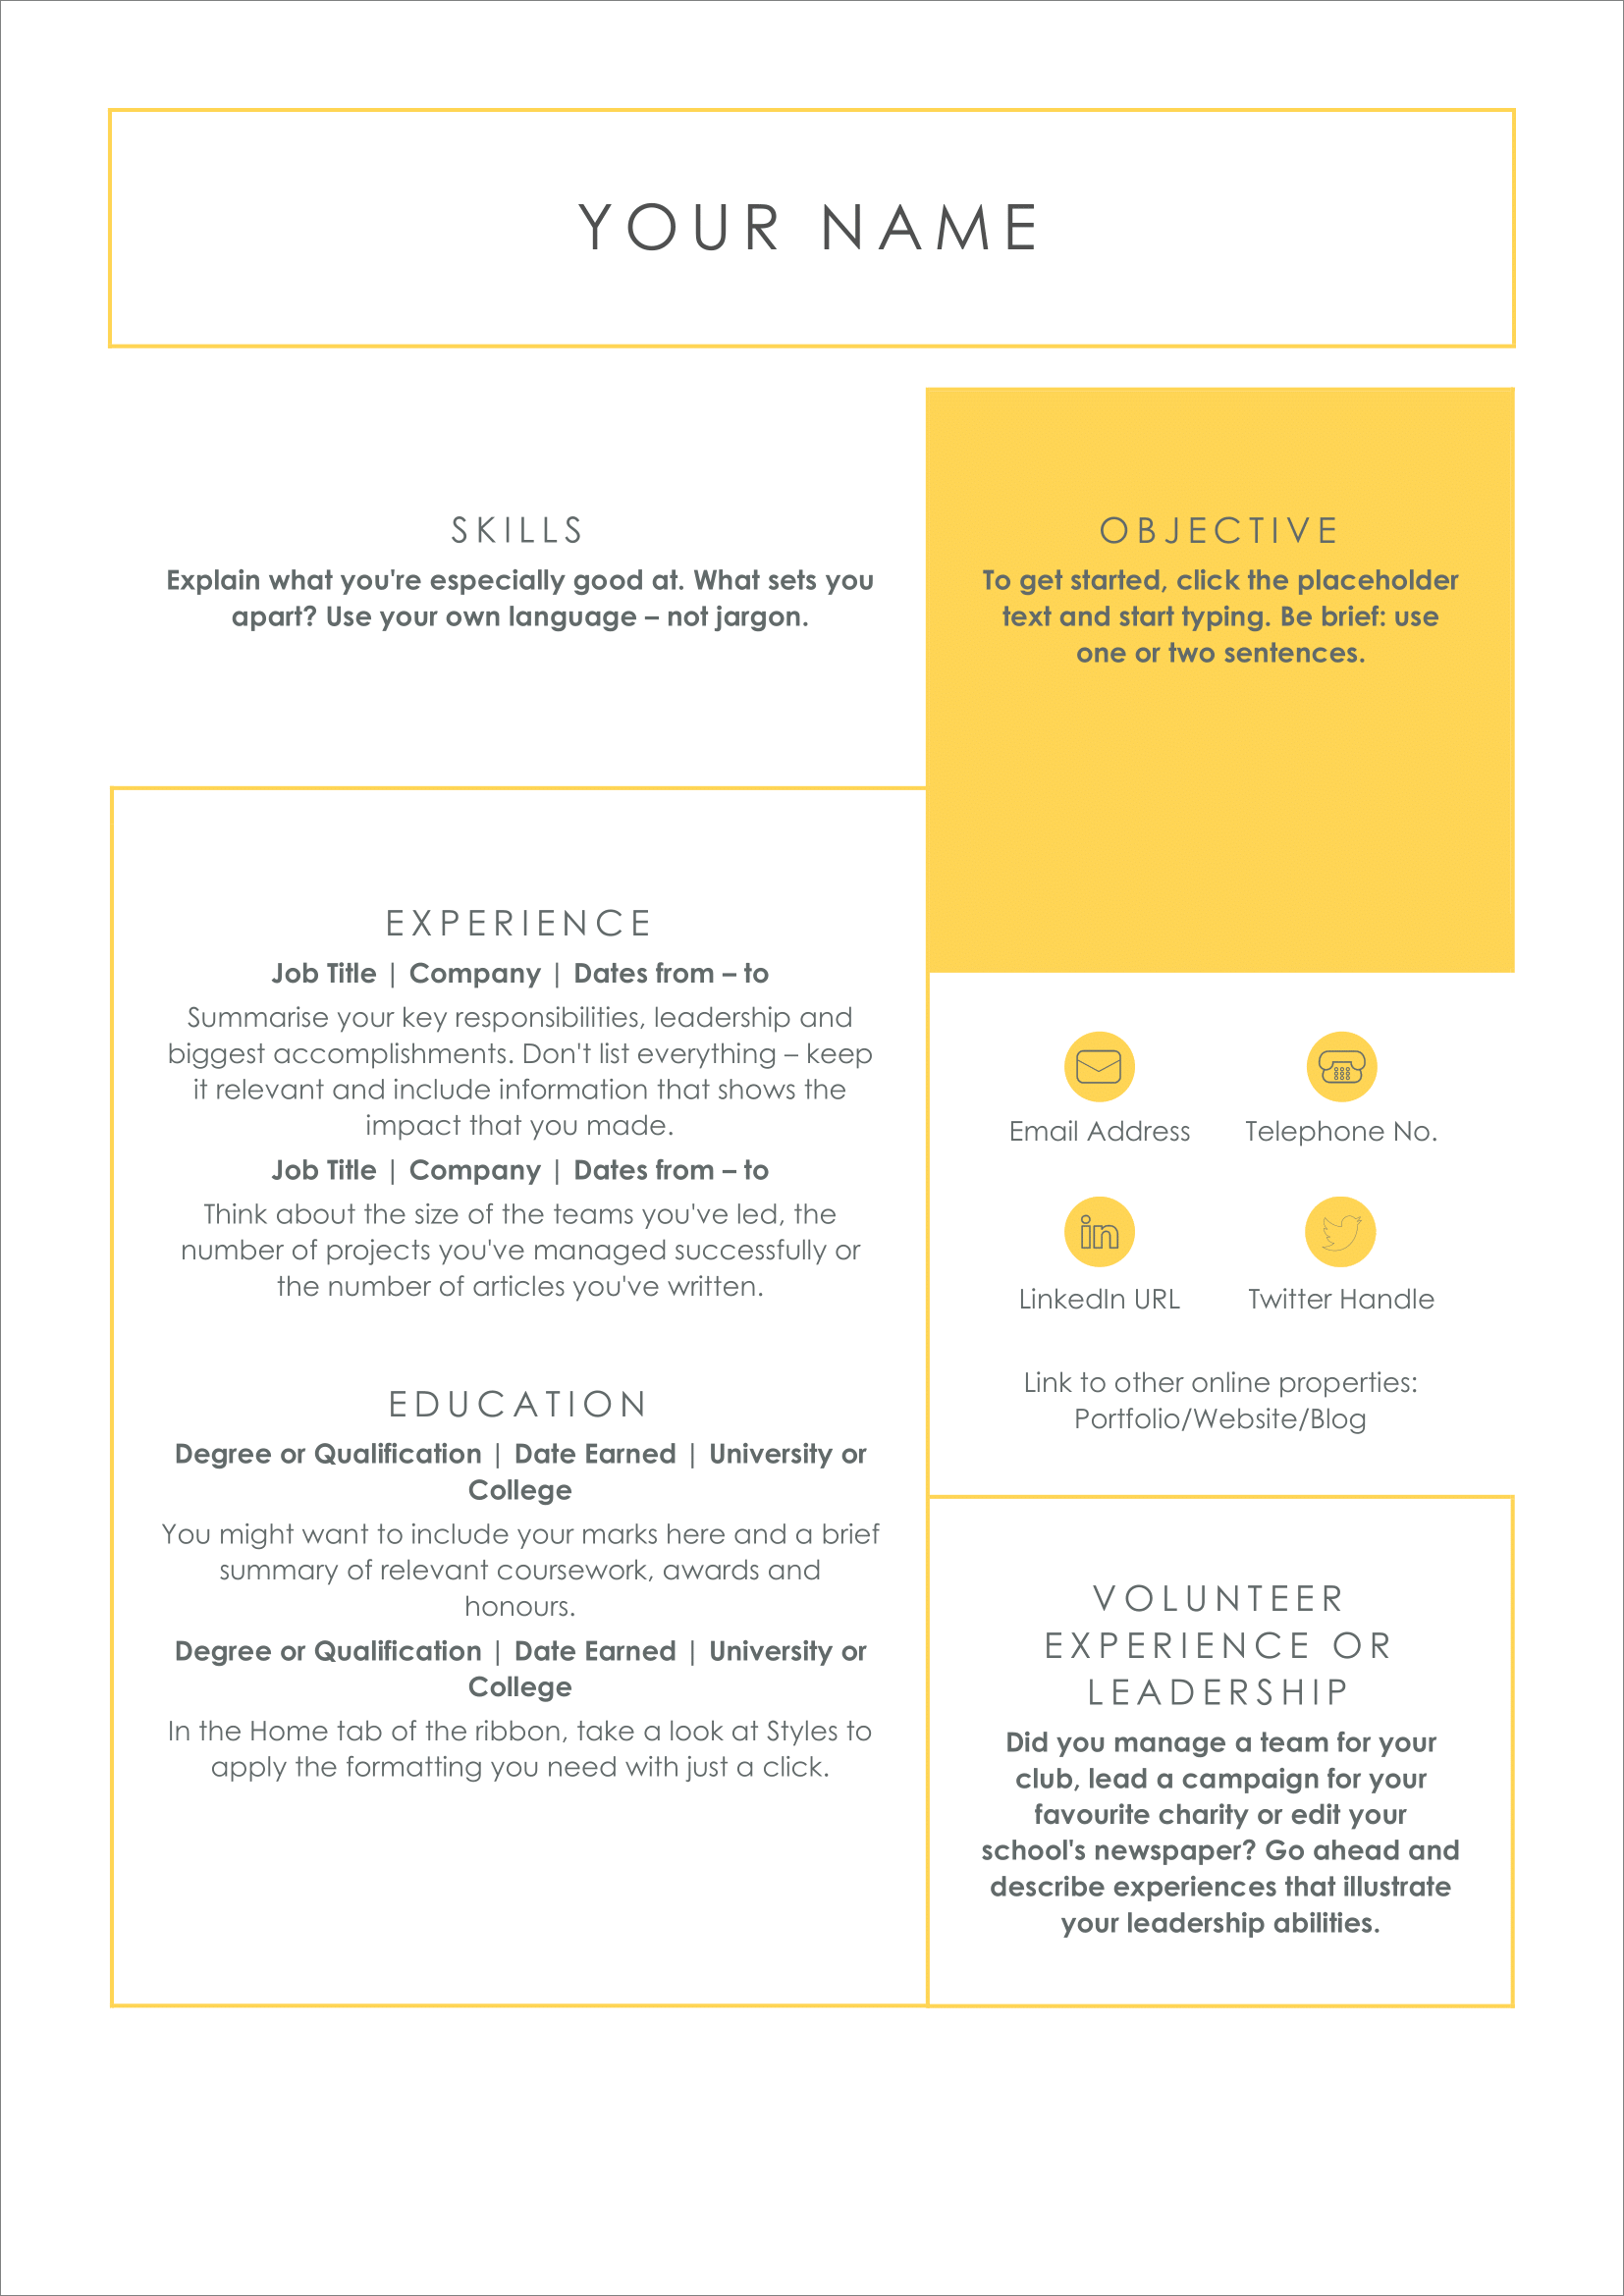 YOUR NAME
SKILLS
Explain what you're especially good at. What sets you
apart? Use your own language – not jargon.
OBJECTIVE
To get started, click the placeholder
text and start typing. Be brief: use
one or two sentences.
EXPERIENCE
Job Title | Company | Dates from – to
Summarise your key responsibilities, leadership and
biggest accomplishments. Don't list everything – keep
it relevant and include information that shows the
impact that you made.
Job Title | Company | Dates from – to
Think about the size of the teams you've led, the
number of projects you've managed successfully or
the number of articles you've written.
EDUCATION
Degree or Qualification | Date Earned | University or
College
You might want to include your marks here and a brief
summary of relevant coursework, awards and
honours.
Degree or Qualification | Date Earned | University or
College
In the Home tab of the ribbon, take a look at Styles to
apply the formatting you need with just a click.
Email Address
Telephone No.
in
LinkedIn URL
Twitter Handle
Link to other online properties:
Portfolio/Website/Blog
VOLUNTEER
EXPERIENCE OR
LEADERSHIP
Did you manage a team for your
club, lead a campaign for your
favourite charity or edit your
school's newspaper? Go ahead and
describe experiences that illustrate
your leadership abilities.